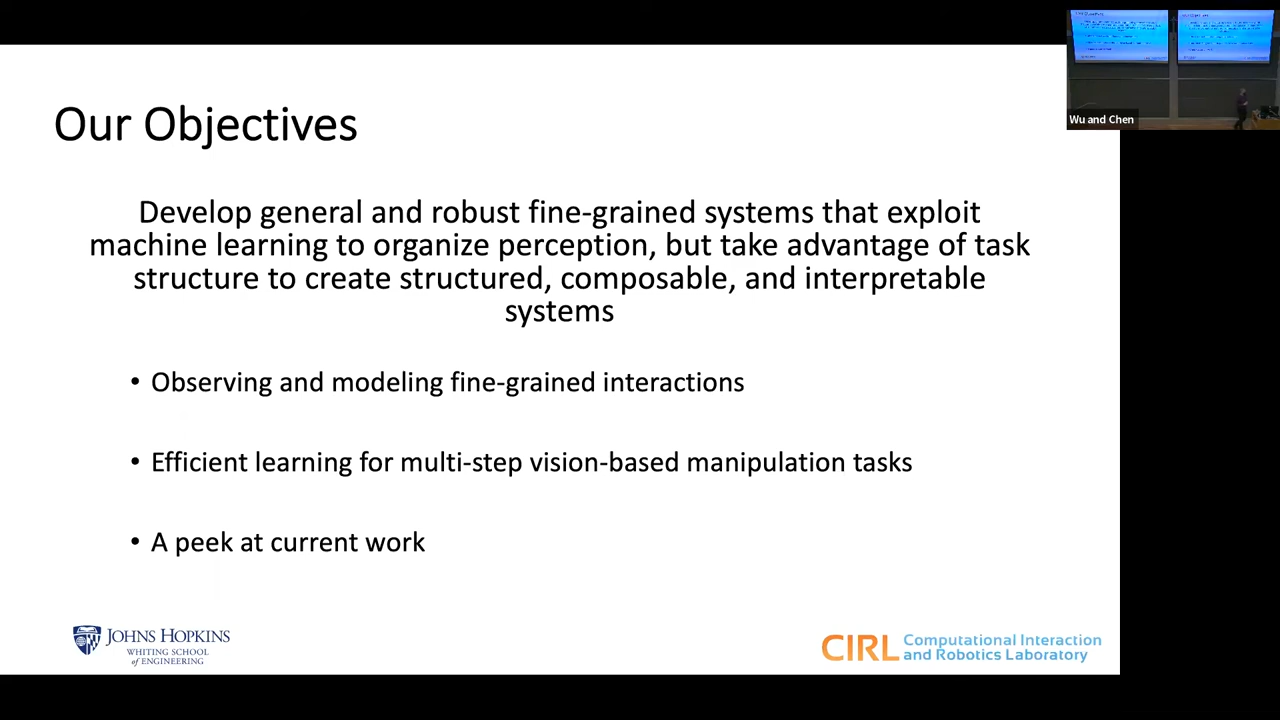 Our Objectives
Develop general and robust fine-grained systems that exploit
machine learning to organize perception, but take advantage of task
structure to create structured, composable, and interpretable
systems
• Observing and modeling fine-grained interactions
• Efficient learning for multi-step vision-based manipulation tasks
• A peek at current work
JOHNS HOPKINS
WHITING SCHOOL
of ENGINEERING
CIRL Computational Interaction
and Robotics Laboratory
Wu and Chen